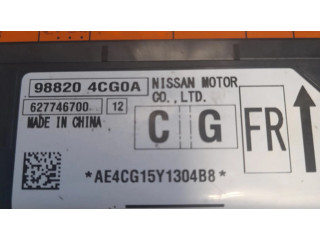 98820 4CG0A NISSAN MOTOR
CO., LTD.
627746700 12
MADE IN CHINA
C G FR
*AE4CG15Y1304B8*